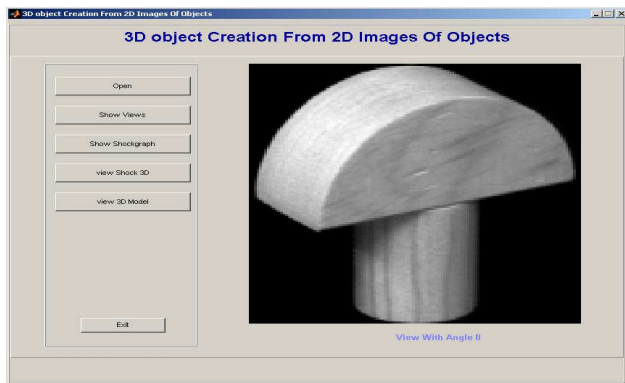 3D object Creation From 2D Images Of Objects
3D object Creation From 2D Images Of Objects
Open
Show Views
Show Shockgraph
view Shock 3D
view 3D Model
Exit
View With Angle 0